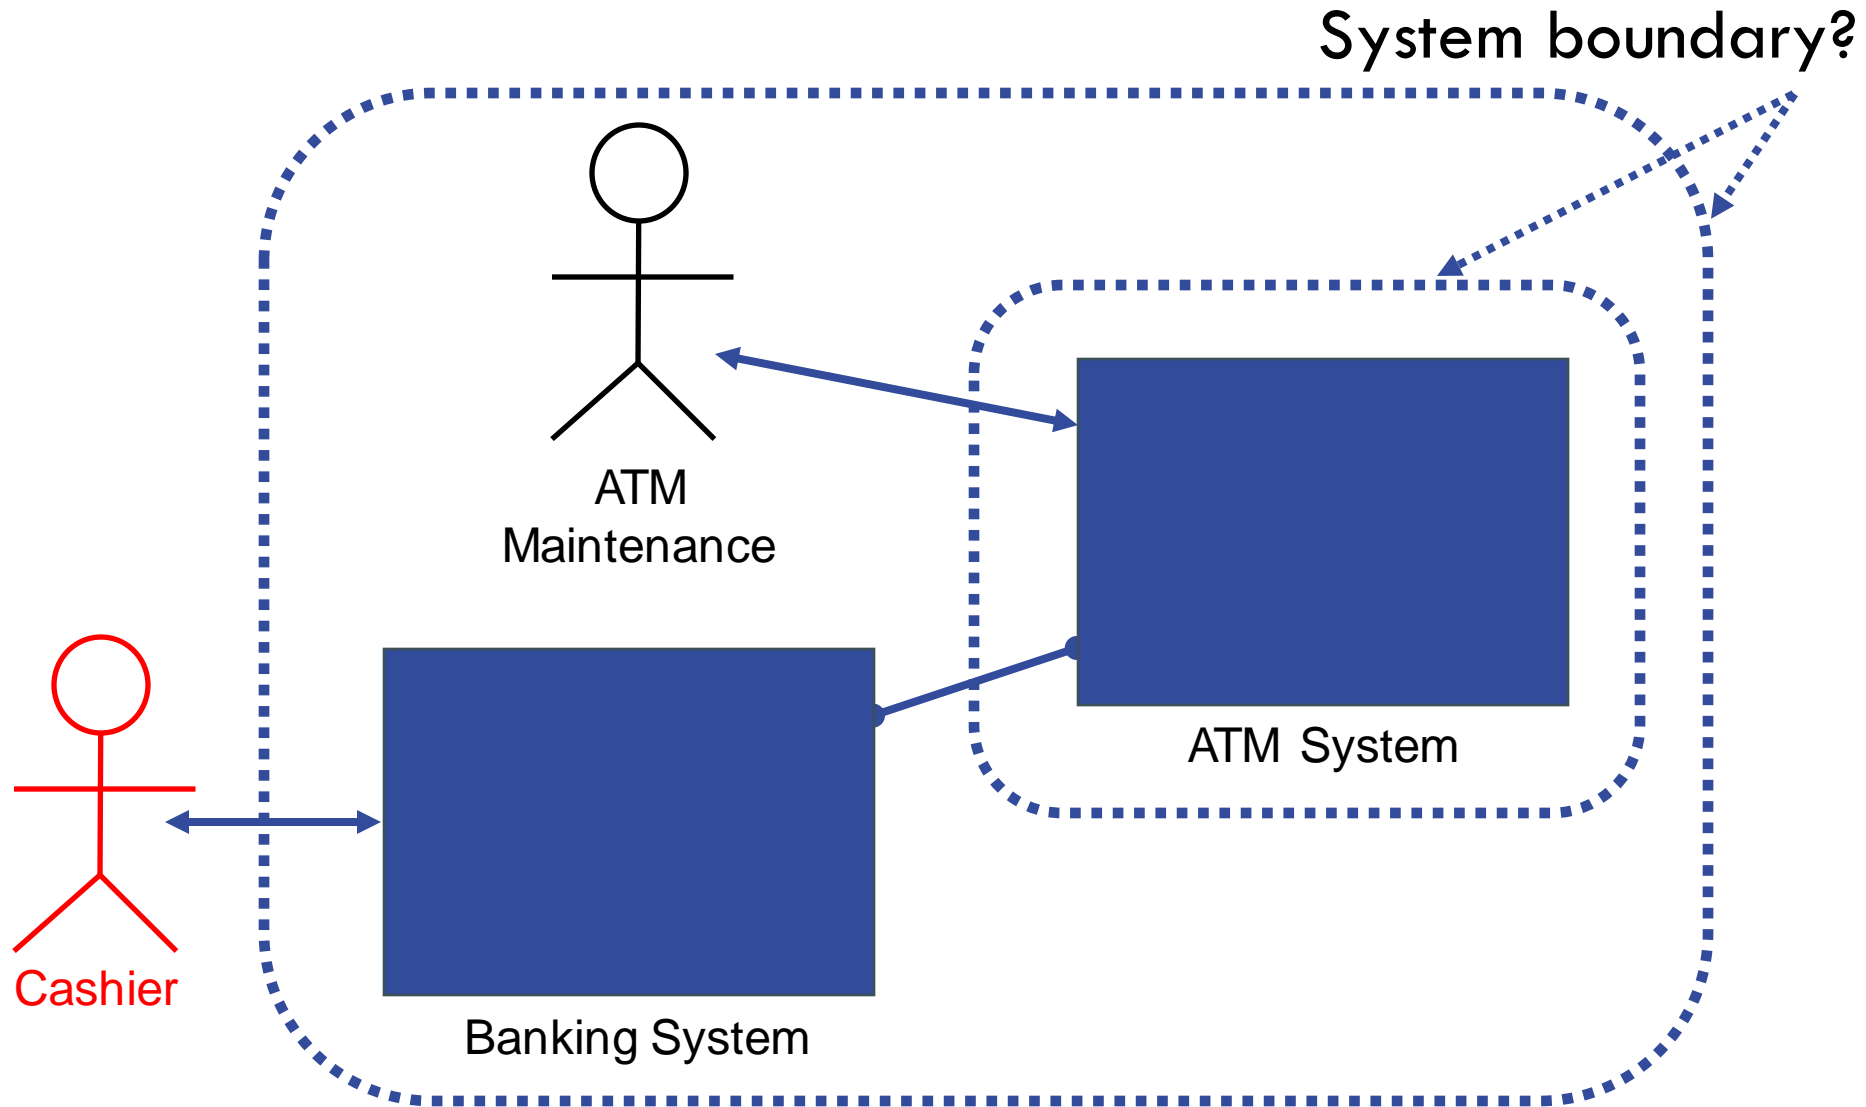 System boundary?
ATM
Maintenance
ATM System
Cashier
Banking System